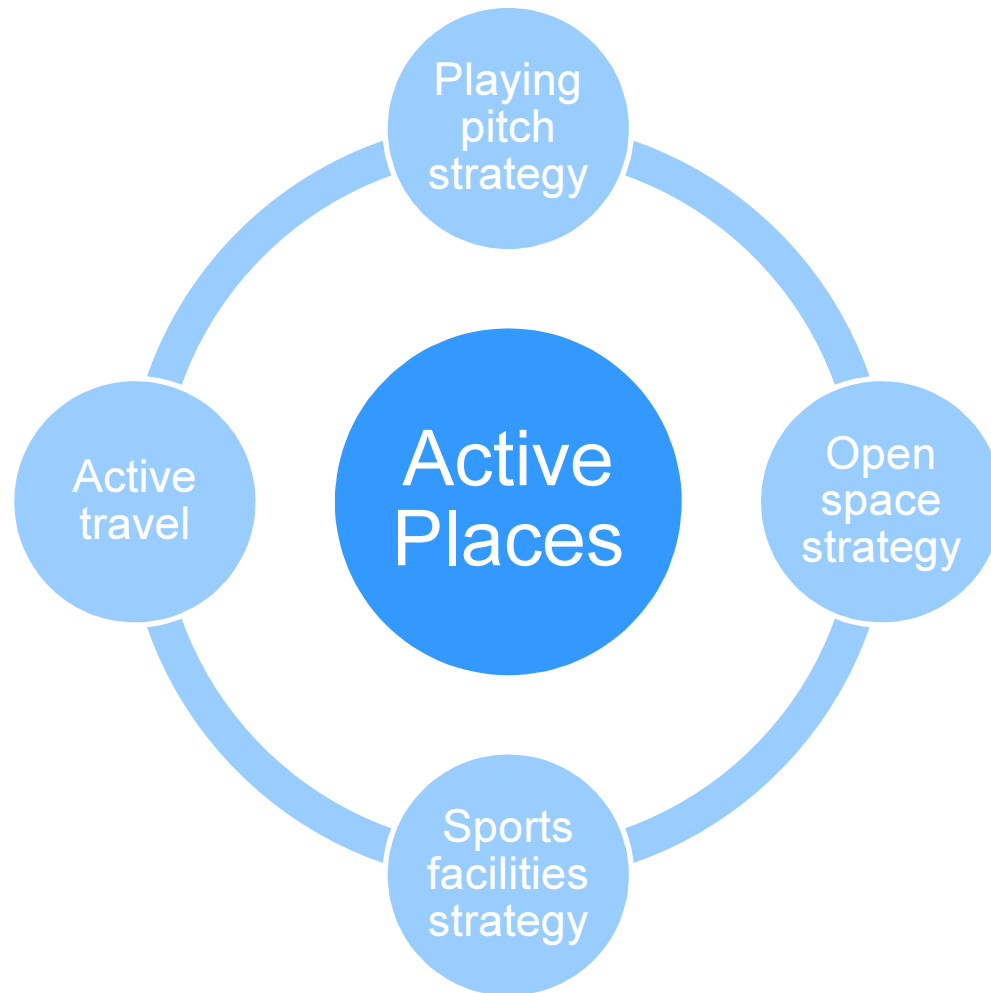 Playing
pitch
strategy
Active
travel
Active
Places
Open
space
strategy
Sports
facilities
strategy